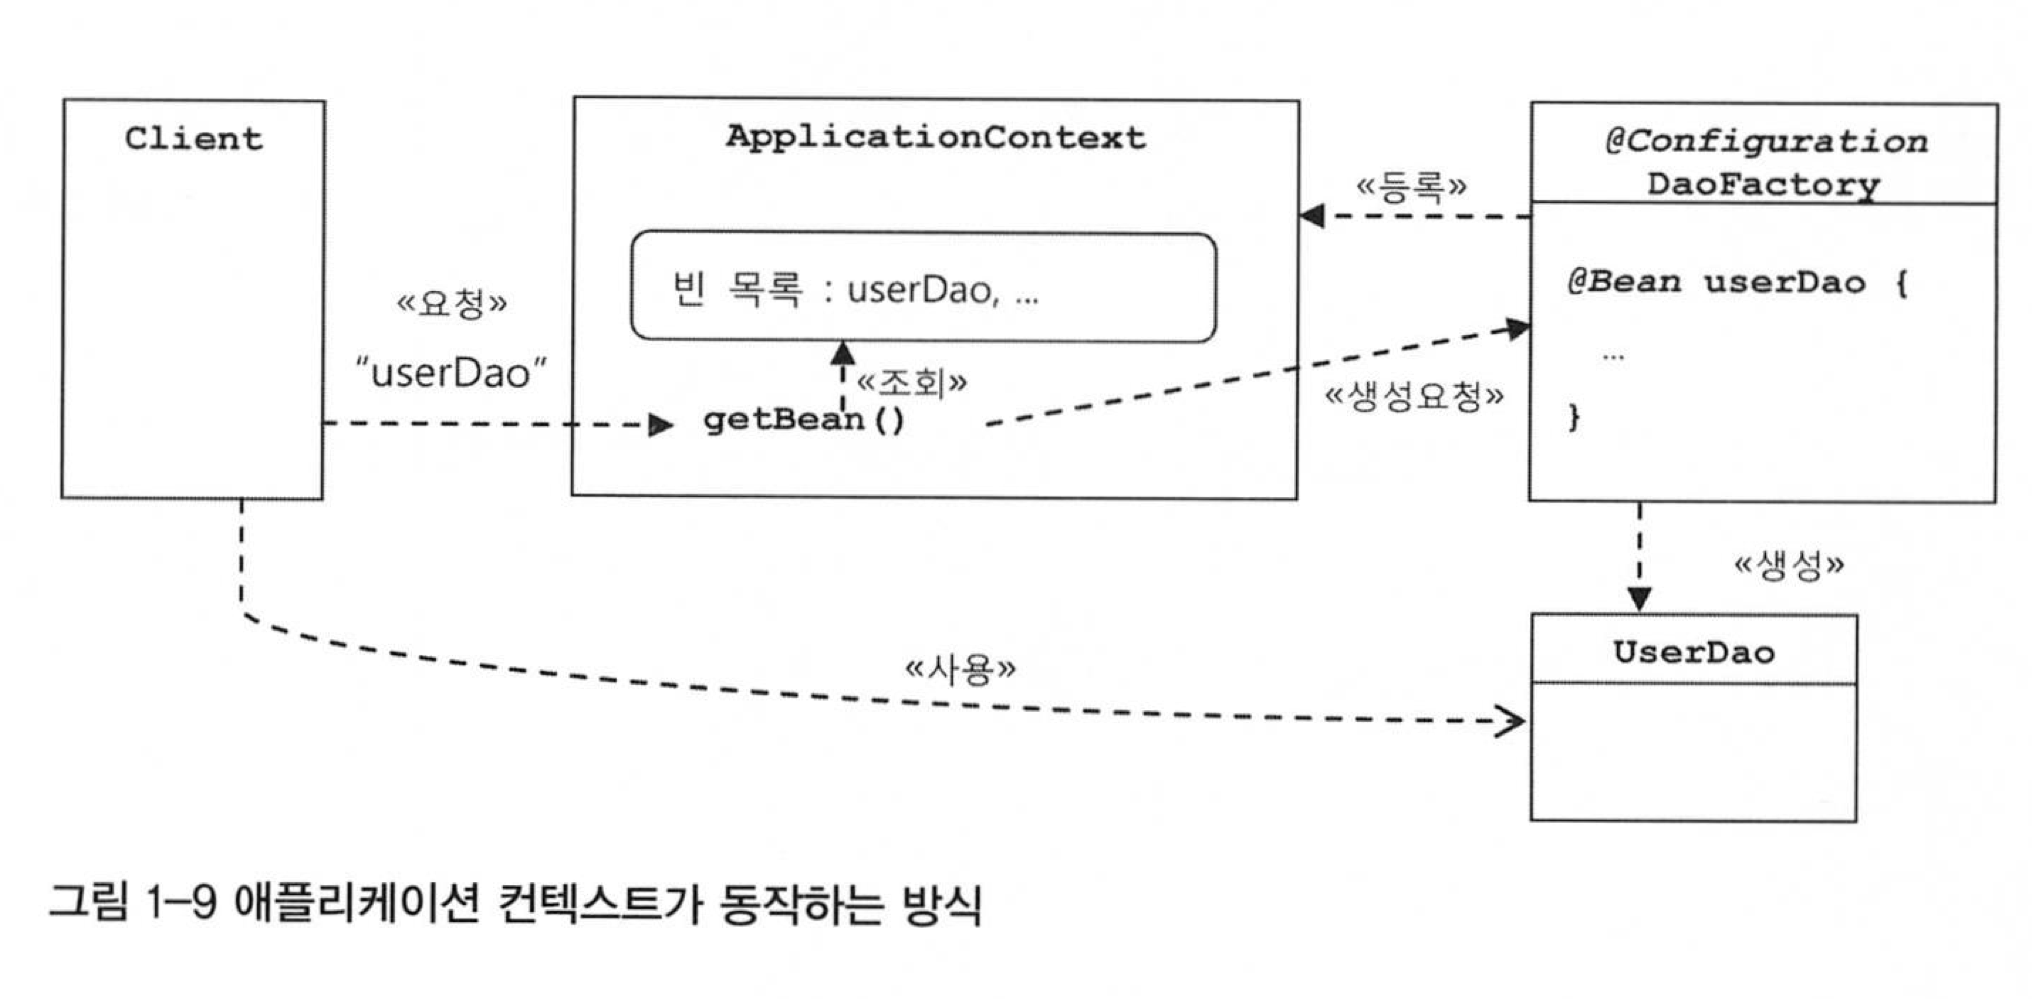 Client
ApplicationContext
@Configuration
DaoFactory
«등록»
빈 목록 : userDao, ...
@Bean userDao {
...
}
«요청»
"userDao"
«조회»
getBean()
«생성요청»
«생성»
UserDao
«사용»
그림 1-9 애플리케이션 컨텍스트가 동작하는 방식